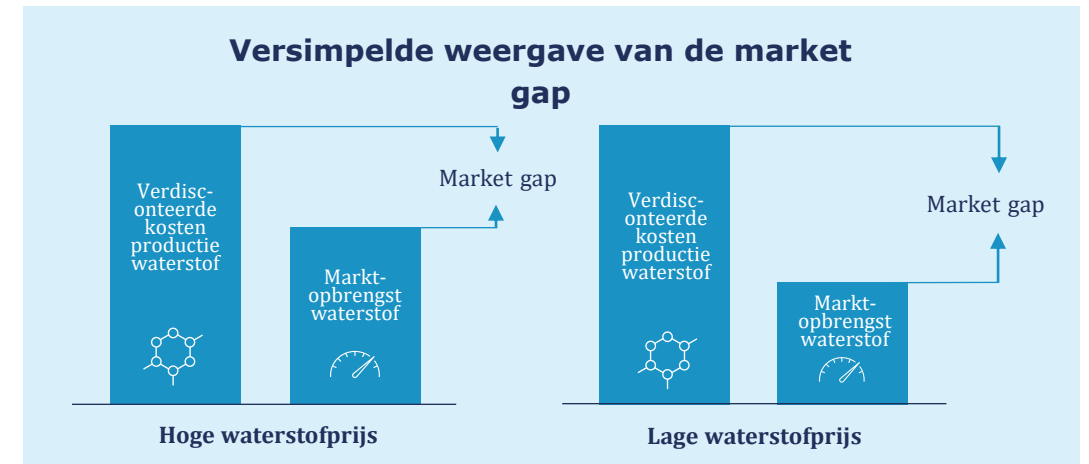 Versimpelde weergave van de market
gap
Verdisc-
onteerde
kosten
productie
waterstof
Markt-
opbrengst
waterstof
Market gap
Hoge waterstofprijs
Verdisc-
onteerde
kosten
productie
waterstof
Markt-
opbrengst
waterstof
Market gap
Lage waterstofprijs